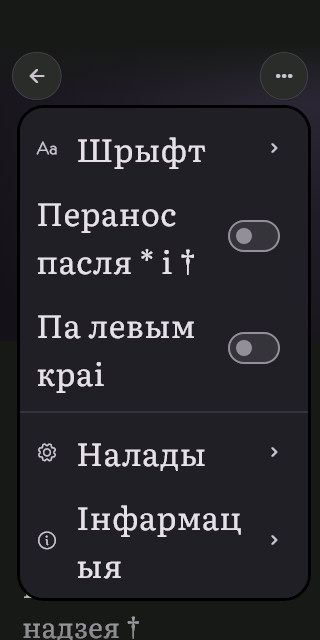 Aa Шрыфт
Перанос
пасля * і †
Па левым
краі
Налады
Інфармац
ыя
надзея †